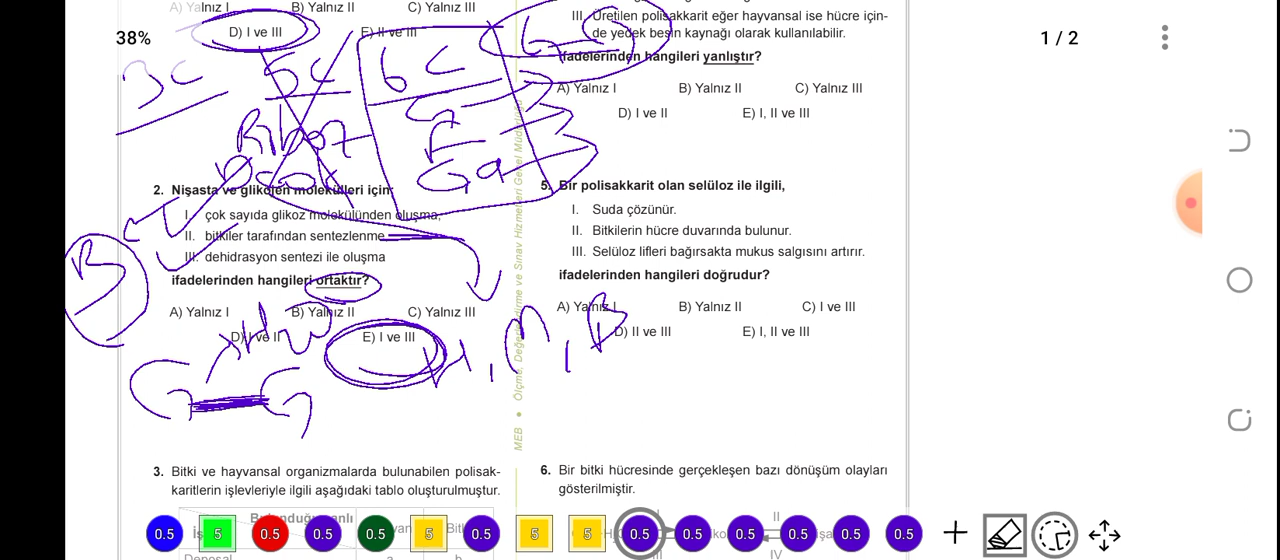 A) Yalnız I B) Yalnız II C) Yalnız III
D) I ve III E) II ve III
38%
3C 5C 6C G-G
Riboz G
F
Ga
2. Nişasta ve glikojen molekülleri için;
I. çok sayıda glikoz molekülünden oluşma,
II. bitkiler tarafından sentezlenme
III. dehidrasyon sentezi ile oluşma
ifadelerinden hangileri ortaktır?
B
A) Yalnız I B) Yalnız II C) Yalnız III
D) I ve II E) I ve III
H, M, B
G G
3. Bitki ve hayvansal organizmalarda bulunabilen polisak-
karitlerin işlevleriyle ilgili aşağıdaki tablo oluşturulmuştur.
MEB • Ölçme, Değerlendirme ve Sınav Hizmetleri Genel Müdürlüğü
III. Üretilen polisakkarit eğer hayvansal ise hücre için-
de yedek besin kaynağı olarak kullanılabilir.
ifadelerinden hangileri yanlıştır?
A) Yalnız I B) Yalnız II C) Yalnız III
D) I ve II E) I, II ve III
5. Bir polisakkarit olan selüloz ile ilgili,
I. Suda çözünür.
II. Bitkilerin hücre duvarında bulunur.
III. Selüloz lifleri bağırsakta mukus salgısını artırır.
ifadelerinden hangileri doğrudur?
A) Yalnız I B) Yalnız II C) I ve III
D) II ve III E) I, II ve III
6. Bir bitki hücresinde gerçekleşen bazı dönüşüm olayları
gösterilmiştir.
II
IV
1 / 2
0.5 5 0.5 0.5 0.5 5 0.5 5 5 0.5 0.5 0.5 0.5 0.5 0.5